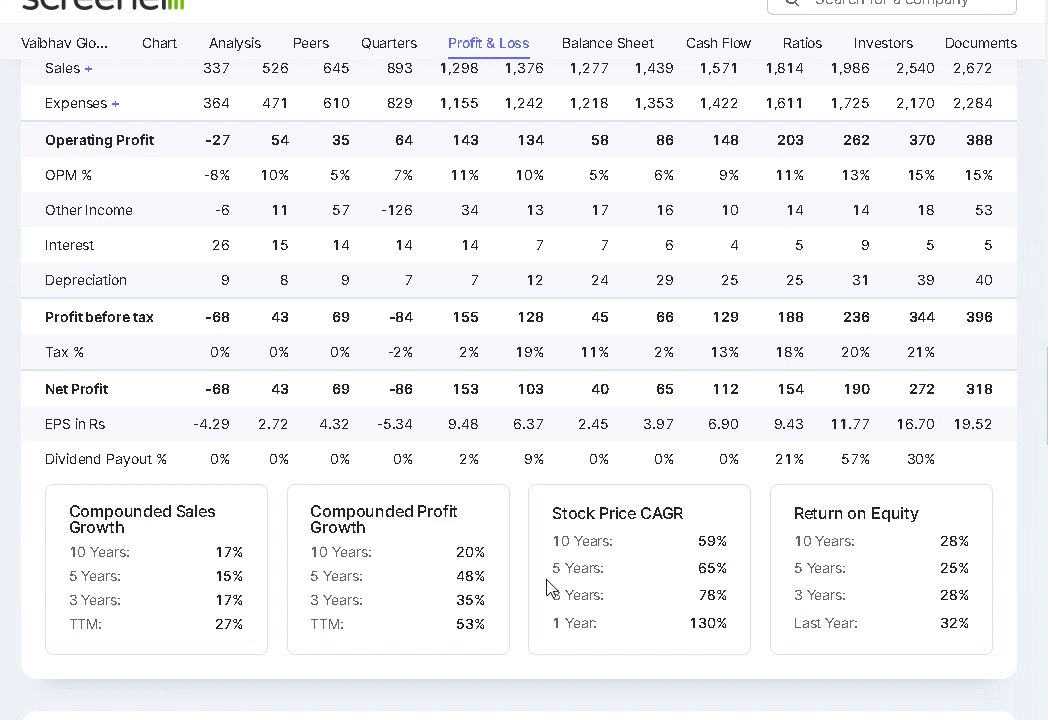 screener
Search for a company
Vaibhav Glo... Chart Analysis Peers Quarters Profit & Loss Balance Sheet Cash Flow Ratios Investors Documents
Sales + 337 526 645 893 1,298 1,376 1,277 1,439 1,571 1,814 1,986 2,540 2,672
Expenses + 364 471 610 829 1,155 1,242 1,218 1,353 1,422 1,611 1,725 2,170 2,284
Operating Profit -27 54 35 64 143 134 58 86 148 203 262 370 388
OPM % -8% 10% 5% 7% 11% 10% 5% 6% 9% 11% 13% 15% 15%
Other Income -6 11 57 -126 34 13 17 16 10 14 14 18 53
Interest 26 15 14 14 14 7 7 6 4 5 9 5 5
Depreciation 9 8 9 7 7 12 24 29 25 25 31 39 40
Profit before tax -68 43 69 -84 155 128 45 66 129 188 236 344 396
Tax % 0% 0% 0% -2% 2% 19% 11% 2% 13% 18% 20% 21%
Net Profit -68 43 69 -86 153 103 40 65 112 154 190 272 318
EPS in Rs -4.29 2.72 4.32 -5.34 9.48 6.37 2.45 3.97 6.90 9.43 11.77 16.70 19.52
Dividend Payout % 0% 0% 0% 0% 2% 9% 0% 0% 0% 21% 57% 30%
Compounded Sales
Growth
10 Years: 17%
5 Years: 15%
3 Years: 17%
TTM: 27%
Compounded Profit
Growth
10 Years: 20%
5 Years: 48%
3 Years: 35%
TTM: 53%
Stock Price CAGR
10 Years: 59%
5 Years: 65%
3 Years: 78%
1 Year: 130%
Return on Equity
10 Years: 28%
5 Years: 25%
3 Years: 28%
Last Year: 32%